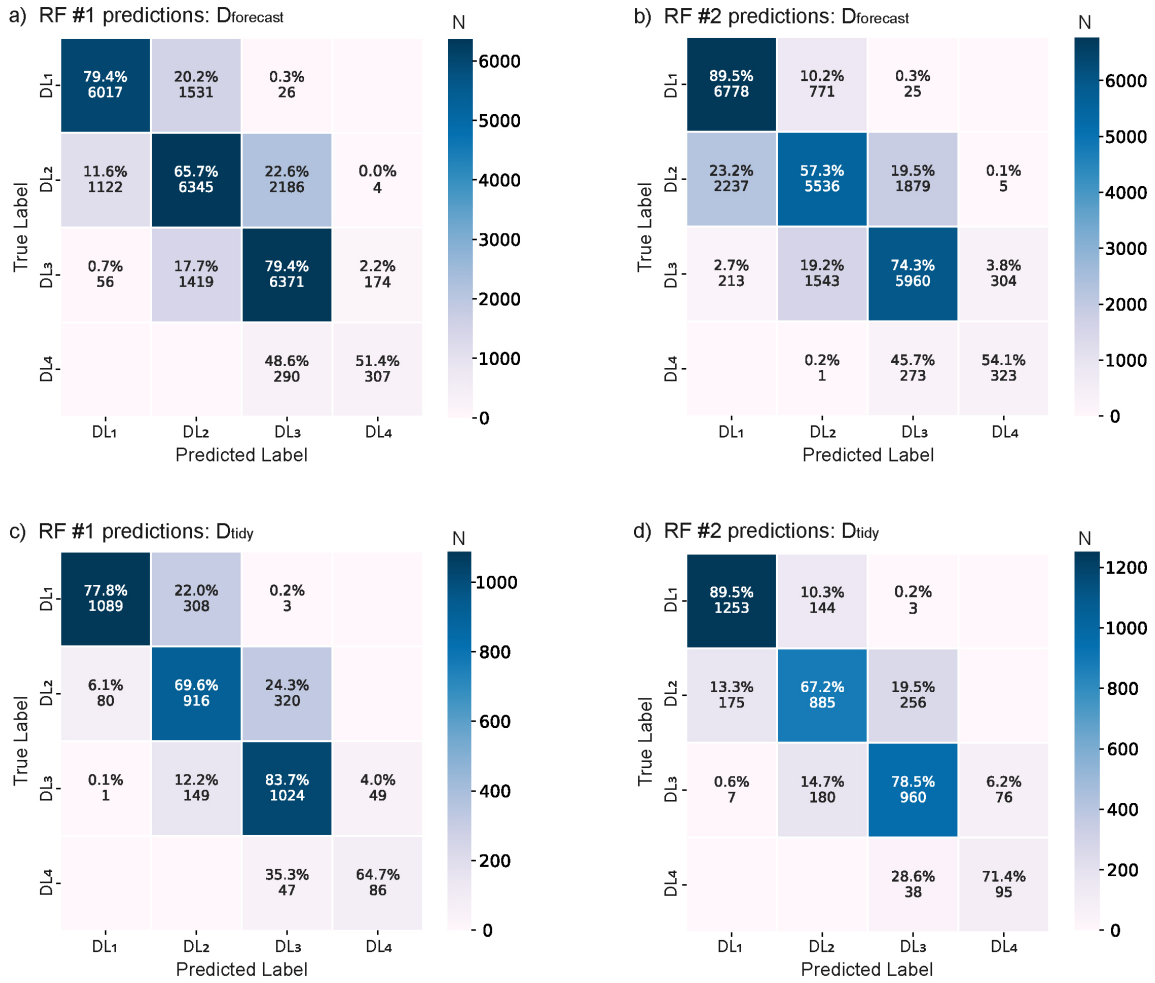 a) RF #1 predictions: Dforecast
N
DL₁
79.4% 20.2% 0.3%
6017 1531 26
DL₂
11.6% 65.7% 22.6% 0.0%
1122 6345 2186 4
DL₃
0.7% 17.7% 79.4% 2.2%
56 1419 6371 174
DL₄
48.6% 51.4%
290 307
True Label
DL₁ DL₂ DL₃ DL₄
Predicted Label
6000
5000
4000
3000
2000
1000
0
b) RF #2 predictions: Dforecast
N
DL₁
89.5% 10.2% 0.3%
6778 771 25
DL₂
23.2% 57.3% 19.5% 0.1%
2237 5536 1879 5
DL₃
2.7% 19.2% 74.3% 3.8%
213 1543 5960 304
DL₄
0.2% 45.7% 54.1%
1 273 323
True Label
DL₁ DL₂ DL₃ DL₄
Predicted Label
6000
5000
4000
3000
2000
1000
0
c) RF #1 predictions: Dtidy
N
DL₁
77.8% 22.0% 0.2%
1089 308 3
DL₂
6.1% 69.6% 24.3%
80 916 320
DL₃
0.1% 12.2% 83.7% 4.0%
1 149 1024 49
DL₄
35.3% 64.7%
47 86
True Label
DL₁ DL₂ DL₃ DL₄
Predicted Label
1000
800
600
400
200
0
d) RF #2 predictions: Dtidy
N
DL₁
89.5% 10.3% 0.2%
1253 144 3
DL₂
13.3% 67.2% 19.5%
175 885 256
DL₃
0.6% 14.7% 78.5% 6.2%
7 180 960 76
DL₄
28.6% 71.4%
38 95
True Label
DL₁ DL₂ DL₃ DL₄
Predicted Label
1200
1000
800
600
400
200
0